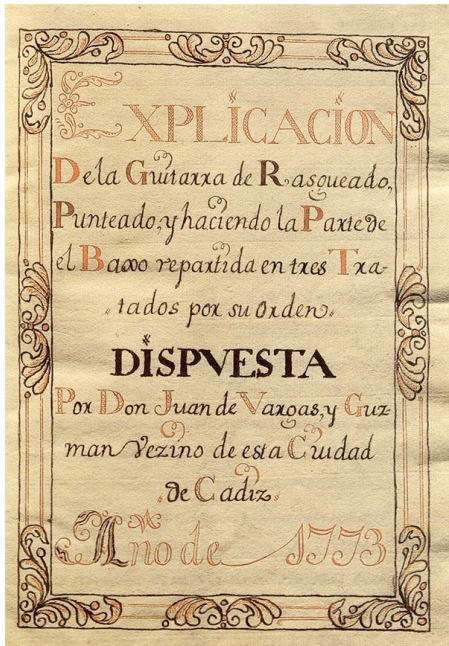 EXPLICACION
De la Guitarra de Rasgueado,
Punteado, y haciendo la Parte de
el Baxo repartida en tres Tra-
tados por su Orden.
DISPVESTA
Por Don Juan de Vargas, y Guz-
man Vezino de esta Ciudad
de Cadiz.
Año de 1773